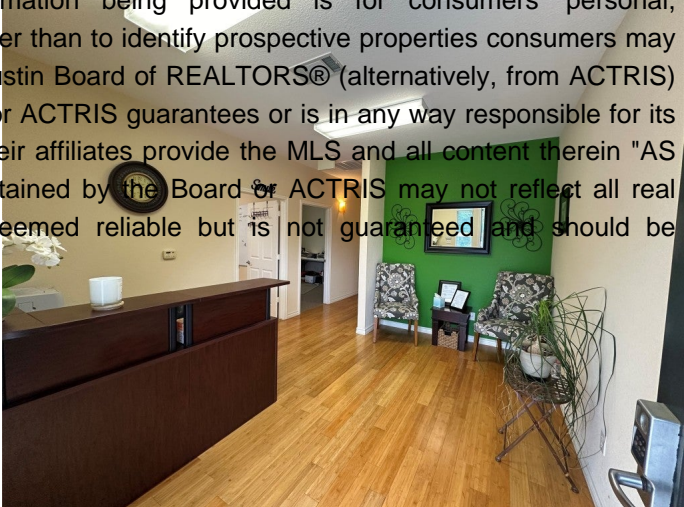 mation being provided is for consumers' personal,
er than to identify prospective properties consumers may
ustin Board of REALTORS® (alternatively, from ACTRIS)
or ACTRIS guarantees or is in any way responsible for its
eir affiliates provide the MLS and all content therein "AS
tained by the Board or ACTRIS may not reflect all real
eemed reliable but is not guaranteed and should be